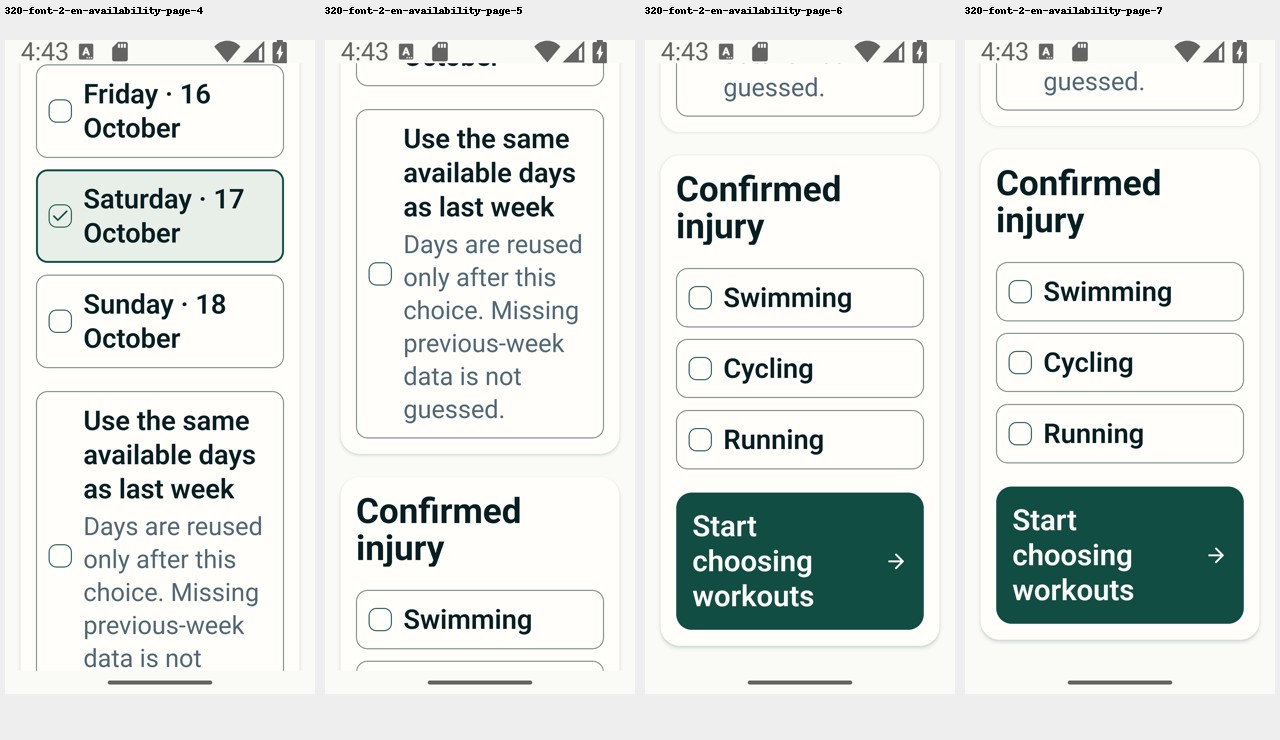 320-font-2-en-availability-page-4
4:43
Friday · 16
October
Saturday · 17
October
Sunday · 18
October
Use the same
available days
as last week
Days are reused
only after this
choice. Missing
previous-week
data is not
320-font-2-en-availability-page-5
4:43
October
Use the same
available days
as last week
Days are reused
only after this
choice. Missing
previous-week
data is not
guessed.
Confirmed
injury
Swimming
320-font-2-en-availability-page-6
4:43
guessed.
Confirmed
injury
Swimming
Cycling
Running
Start
choosing
workouts
320-font-2-en-availability-page-7
4:43
guessed.
Confirmed
injury
Swimming
Cycling
Running
Start
choosing
workouts